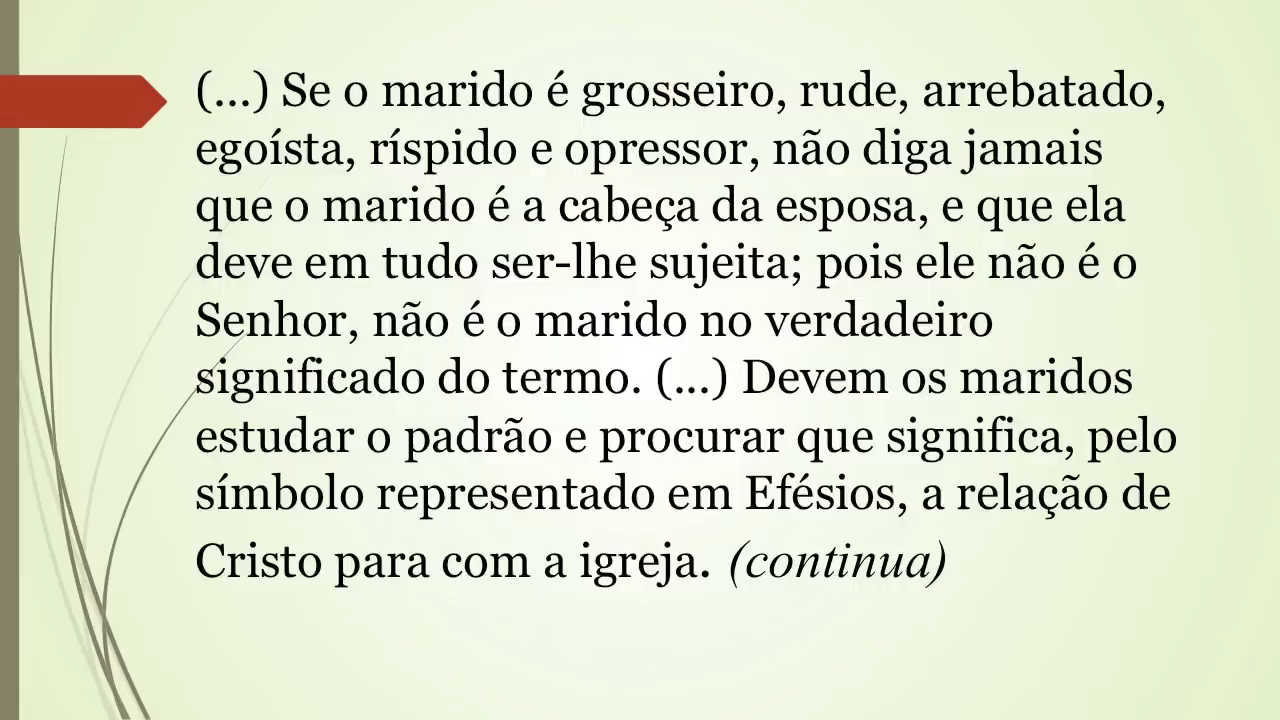 (...) Se o marido é grosseiro, rude, arrebatado,
egoísta, ríspido e opressor, não diga jamais
que o marido é a cabeça da esposa, e que ela
deve em tudo ser-lhe sujeita; pois ele não é o
Senhor, não é o marido no verdadeiro
significado do termo. (...) Devem os maridos
estudar o padrão e procurar que significa, pelo
símbolo representado em Efésios, a relação de
Cristo para com a igreja. (continua)